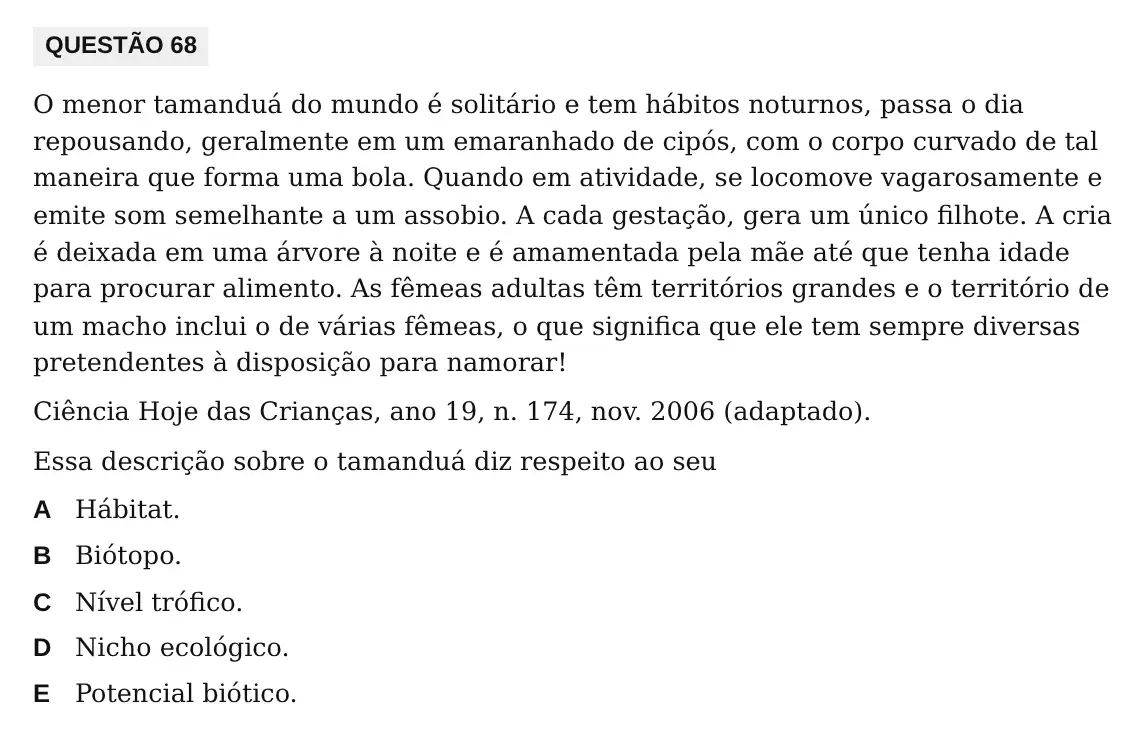 QUESTÃO 68
O menor tamanduá do mundo é solitário e tem hábitos noturnos, passa o dia
repousando, geralmente em um emaranhado de cipós, com o corpo curvado de tal
maneira que forma uma bola. Quando em atividade, se locomove vagarosamente e
emite som semelhante a um assobio. A cada gestação, gera um único filhote. A cria
é deixada em uma árvore à noite e é amamentada pela mãe até que tenha idade
para procurar alimento. As fêmeas adultas têm territórios grandes e o território de
um macho inclui o de várias fêmeas, o que significa que ele tem sempre diversas
pretendentes à disposição para namorar!
Ciência Hoje das Crianças, ano 19, n. 174, nov. 2006 (adaptado).
Essa descrição sobre o tamanduá diz respeito ao seu
A Hábitat.
B Biótopo.
C Nível trófico.
D Nicho ecológico.
E Potencial biótico.